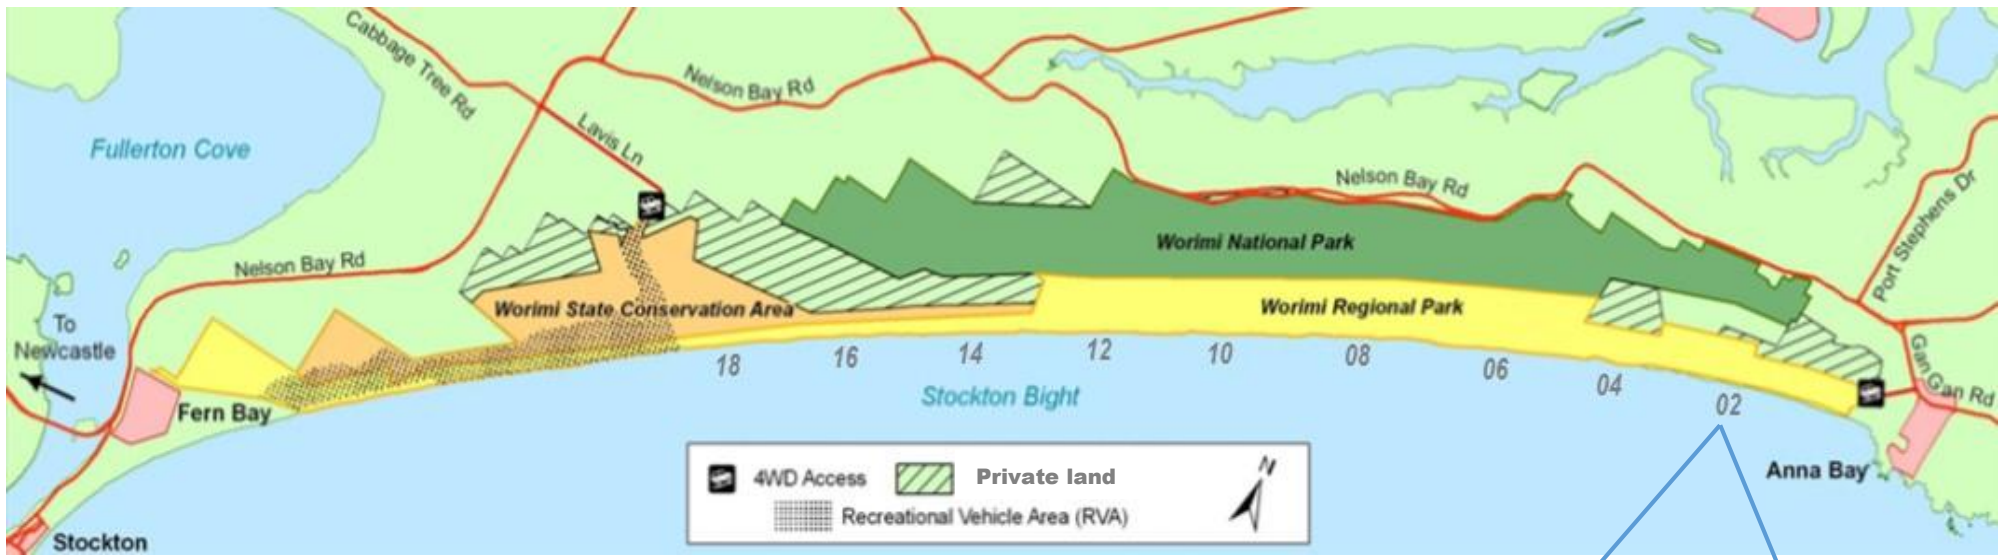 Cabbage Tree Rd
Nelson Bay Rd
Fullerton Cove
Lavis Ln
Nelson Bay Rd
Port Stephens Dr
Nelson Bay Rd
Worimi National Park
Worimi State Conservation Area
Worimi Regional Park
To
Newcastle
18
16
14
12
10
08
06
04
02
Gan Gan Rd
Fern Bay
Stockton Bight
Anna Bay
4WD Access
Private land
N
Recreational Vehicle Area (RVA)
Stockton